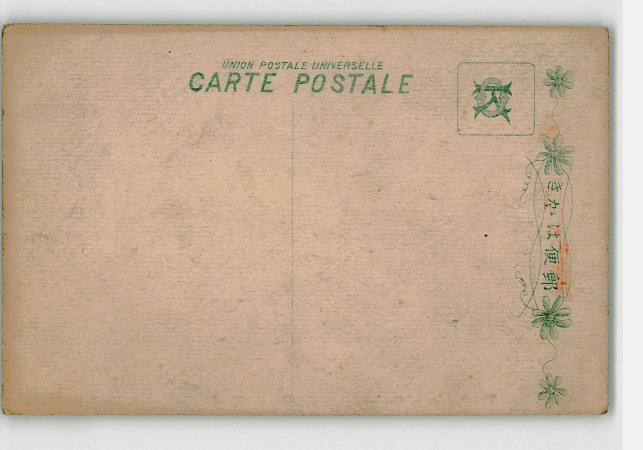 UNION POSTALE UNIVERSELLE
CARTE POSTALE
郵便はかき